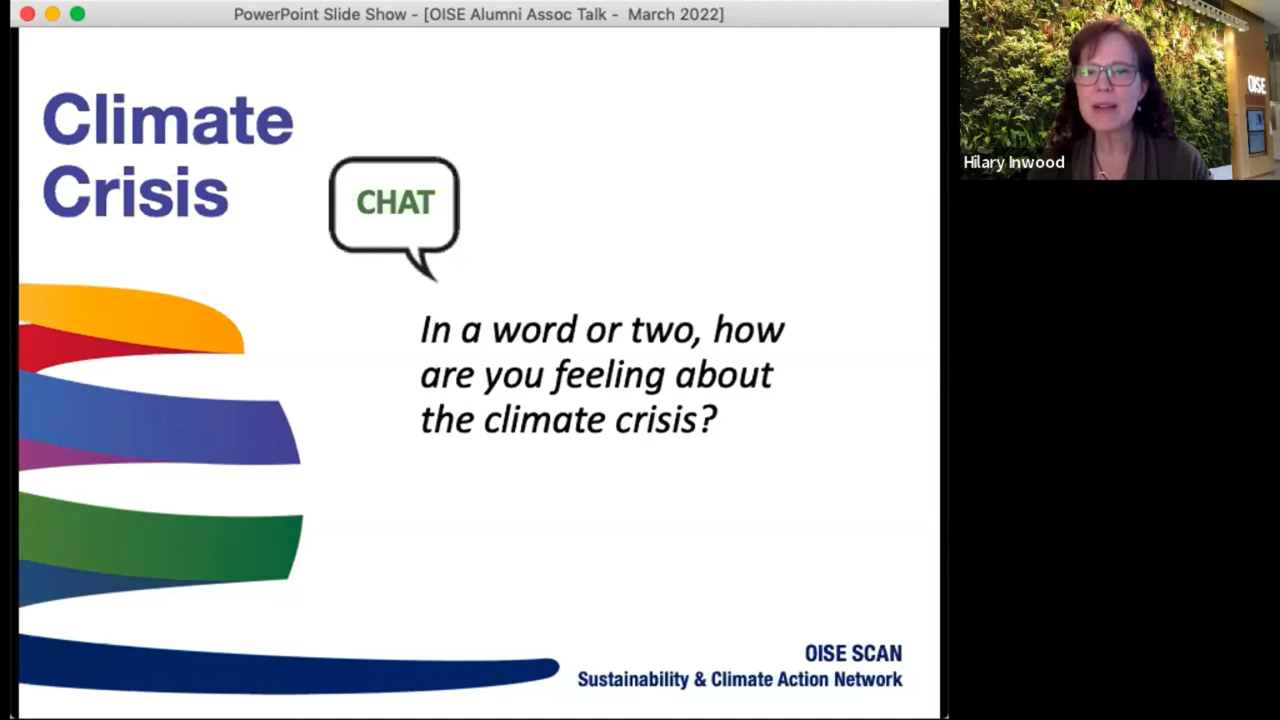 PowerPoint Slide Show - [OISE Alumni Assoc Talk -  March 2022]
Climate
Crisis
CHAT
In a word or two, how
are you feeling about
the climate crisis?
OISE SCAN
Sustainability & Climate Action Network
OISE
Hilary Inwood